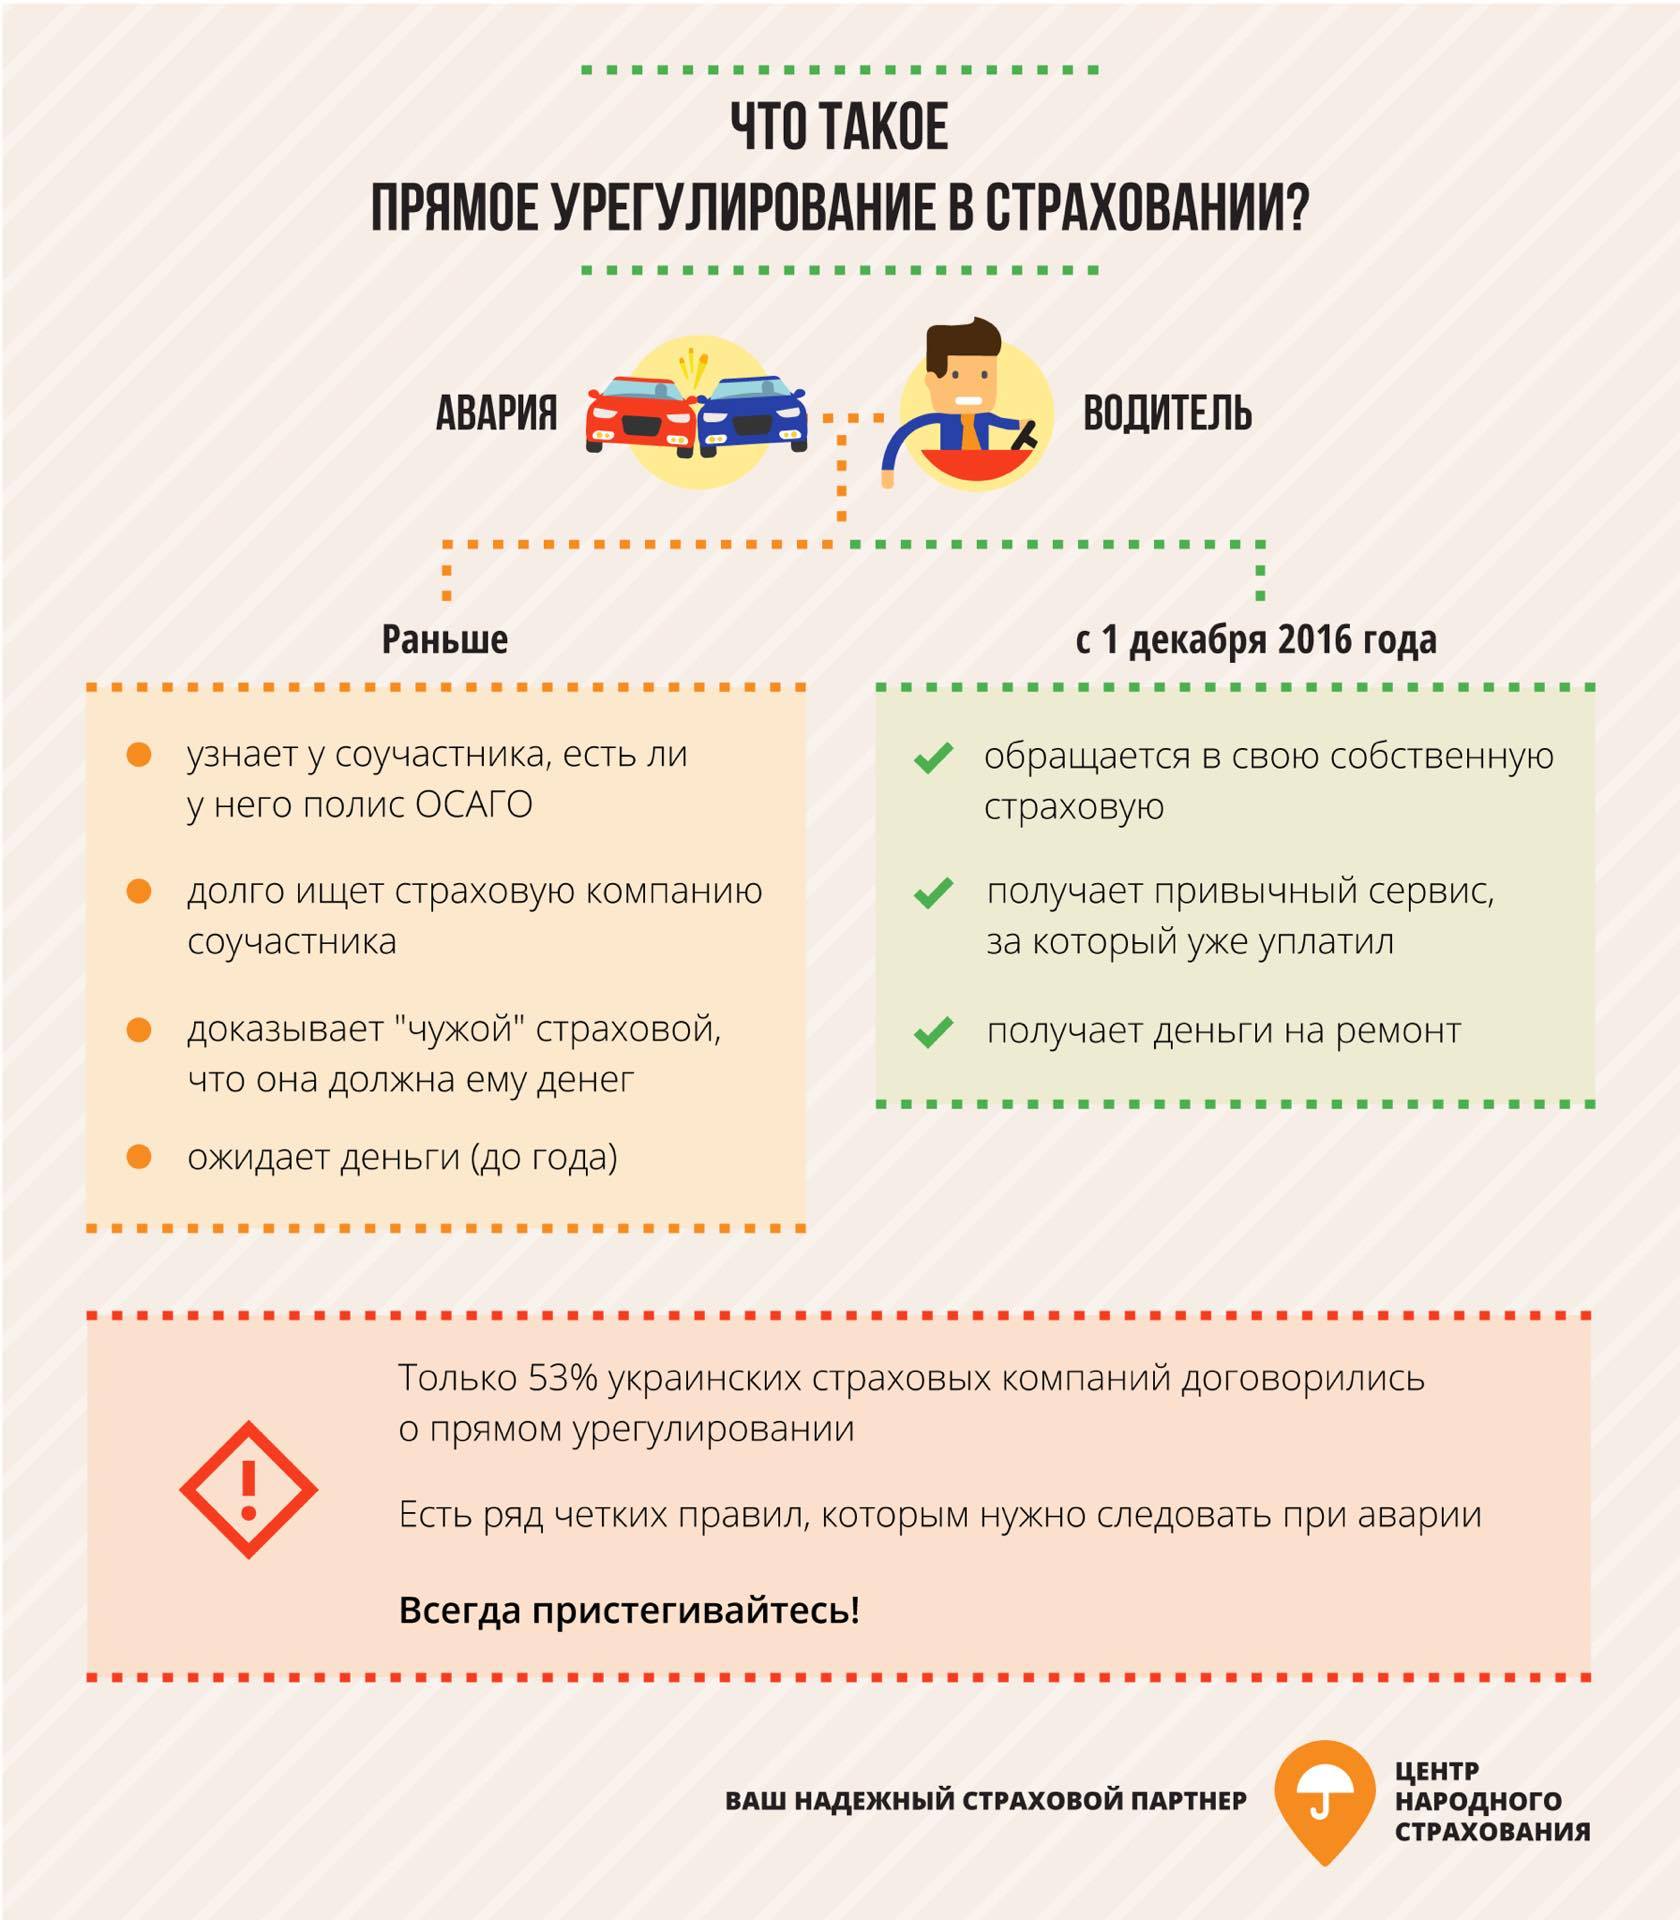 ЧТО ТАКОЕ
ПРЯМОЕ УРЕГУЛИРОВАНИЕ В СТРАХОВАНИИ?
АВАРИЯ
ВОДИТЕЛЬ
Раньше
узнает у соучастника, есть ли
у него полис ОСАГО
долго ищет страховую компанию
соучастника
доказывает "чужой" страховой,
что она должна ему денег
ожидает деньги (до года)
с 1 декабря 2016 года
обращается в свою собственную
страховую
получает привычный сервис,
за который уже уплатил
получает деньги на ремонт
Только 53% украинских страховых компаний договорились
о прямом урегулировании
Есть ряд четких правил, которым нужно следовать при аварии
Всегда пристегивайтесь!
ВАШ НАДЕЖНЫЙ СТРАХОВОЙ ПАРТНЕР
ЦЕНТР
НАРОДНОГО
СТРАХОВАНИЯ